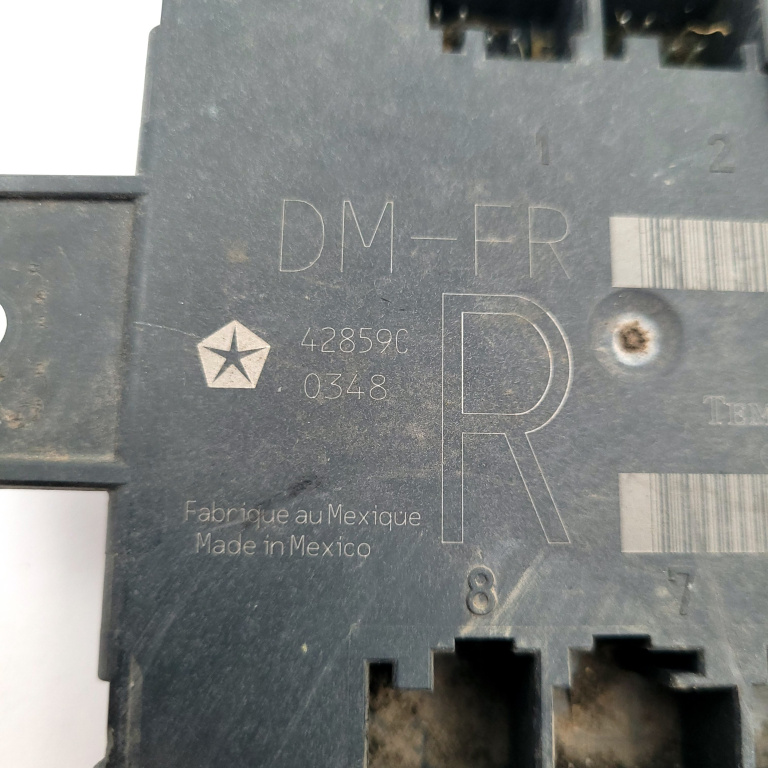 1 2
DM-FR
42859C
0348
R
Fabrique au Mexique
Made in Mexico
8 7